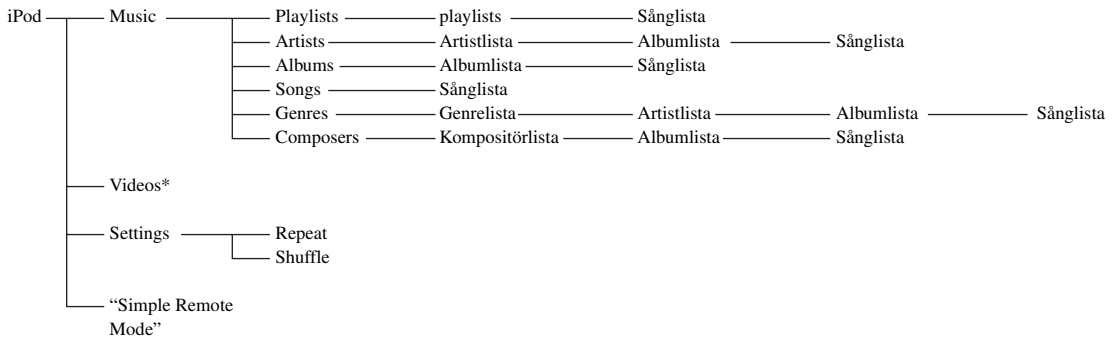 iPod Music Playlists playlists Sånglista
Artists Artistlista Albumlista Sånglista
Albums Albumlista Sånglista
Songs Sånglista
Genres Genrelista Artistlista Albumlista Sånglista
Composers Kompositörlista Albumlista Sånglista
Videos*
Settings Repeat
Shuffle
“Simple Remote
Mode”